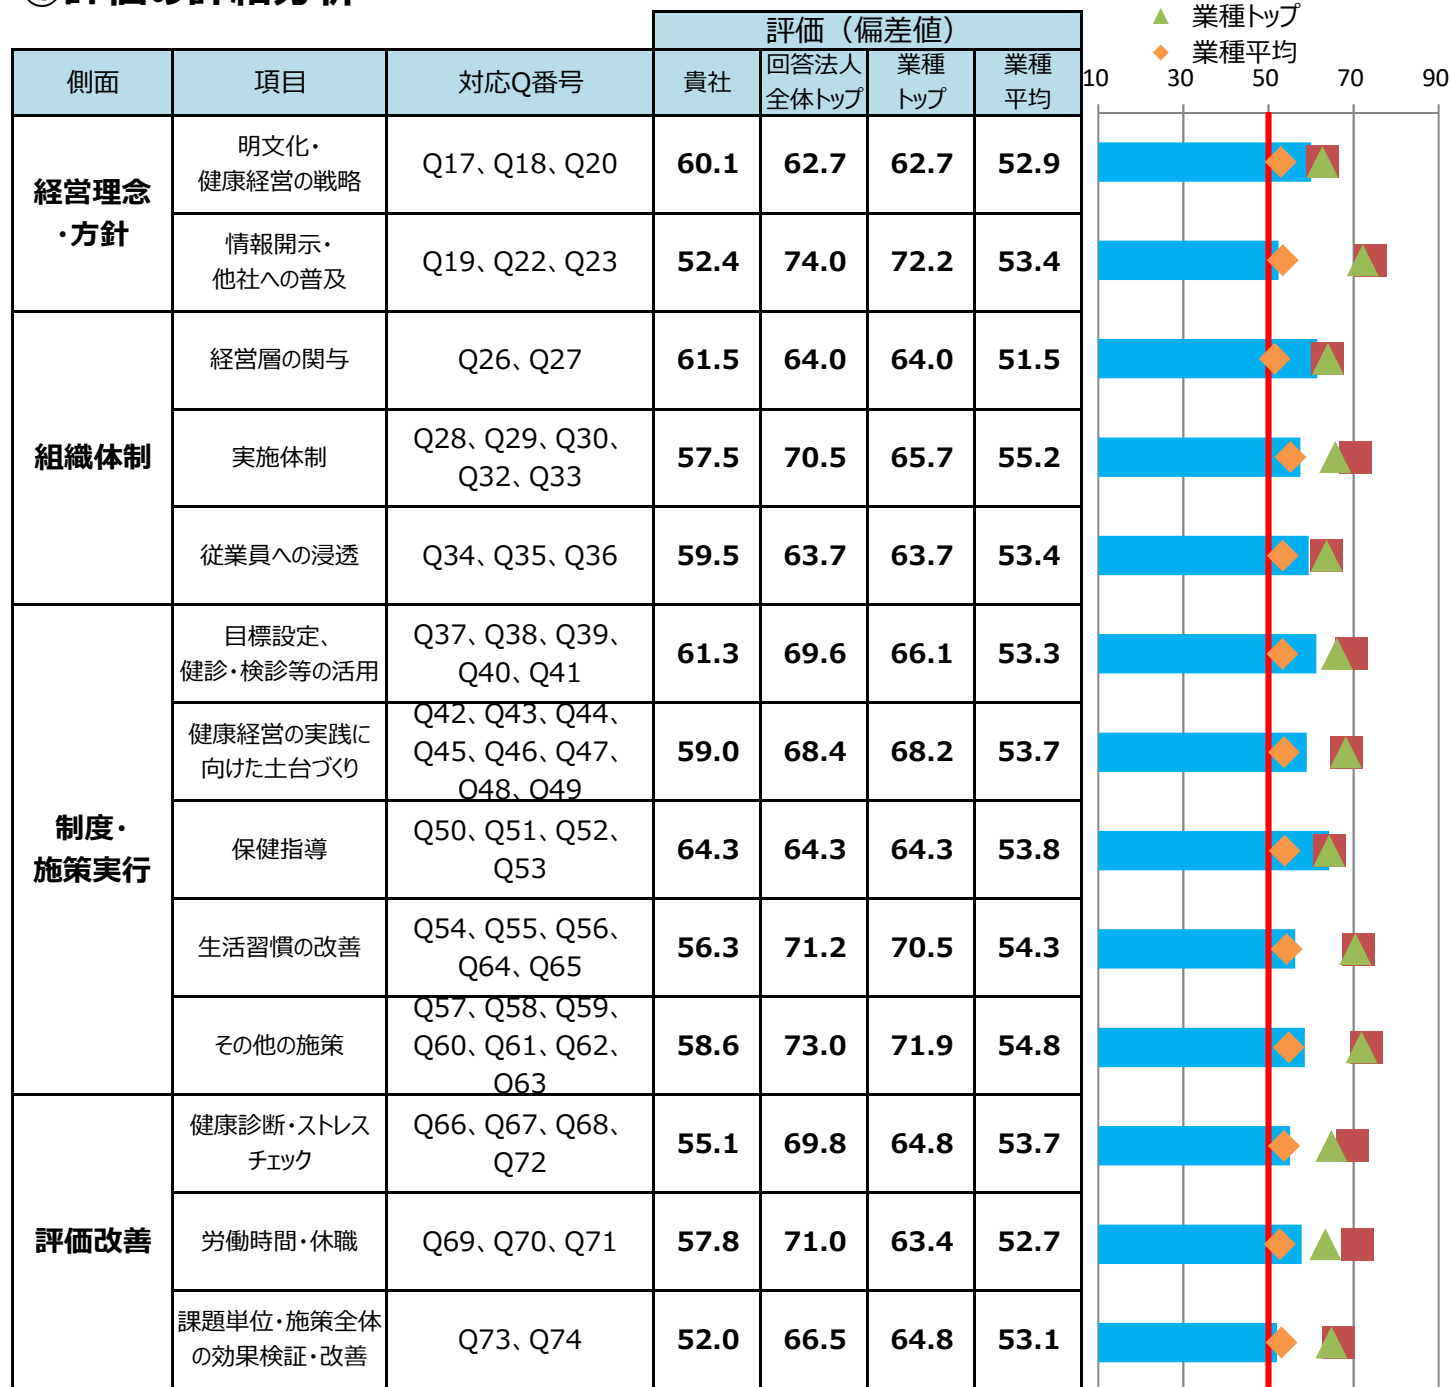 ④評価の詳細分析
評価（偏差値）
▲ 業種トップ
◆ 業種平均
側面 項目 対応Q番号 貴社 回答法人 業種 業種
全体トップ トップ 平均
10 30 50 70 90
経営理念
・方針
明文化・
健康経営の戦略
Q17、Q18、Q20 60.1 62.7 62.7 52.9
情報開示・
他社への普及
Q19、Q22、Q23 52.4 74.0 72.2 53.4
組織体制
経営層の関与 Q26、Q27 61.5 64.0 64.0 51.5
実施体制
Q28、Q29、Q30、
Q32、Q33
57.5 70.5 65.7 55.2
従業員への浸透 Q34、Q35、Q36 59.5 63.7 63.7 53.4
制度・
施策実行
目標設定、
健診・検診等の活用
Q37、Q38、Q39、
Q40、Q41
61.3 69.6 66.1 53.3
健康経営の実践に
向けた土台づくり
Q42、Q43、Q44、
Q45、Q46、Q47、
Q48、Q49
59.0 68.4 68.2 53.7
保健指導
Q50、Q51、Q52、
Q53
64.3 64.3 64.3 53.8
生活習慣の改善
Q54、Q55、Q56、
Q64、Q65
56.3 71.2 70.5 54.3
その他の施策
Q57、Q58、Q59、
Q60、Q61、Q62、
Q63
58.6 73.0 71.9 54.8
評価改善
健康診断・ストレス
チェック
Q66、Q67、Q68、
Q72
55.1 69.8 64.8 53.7
労働時間・休職 Q69、Q70、Q71 57.8 71.0 63.4 52.7
課題単位・施策全体
の効果検証・改善
Q73、Q74 52.0 66.5 64.8 53.1